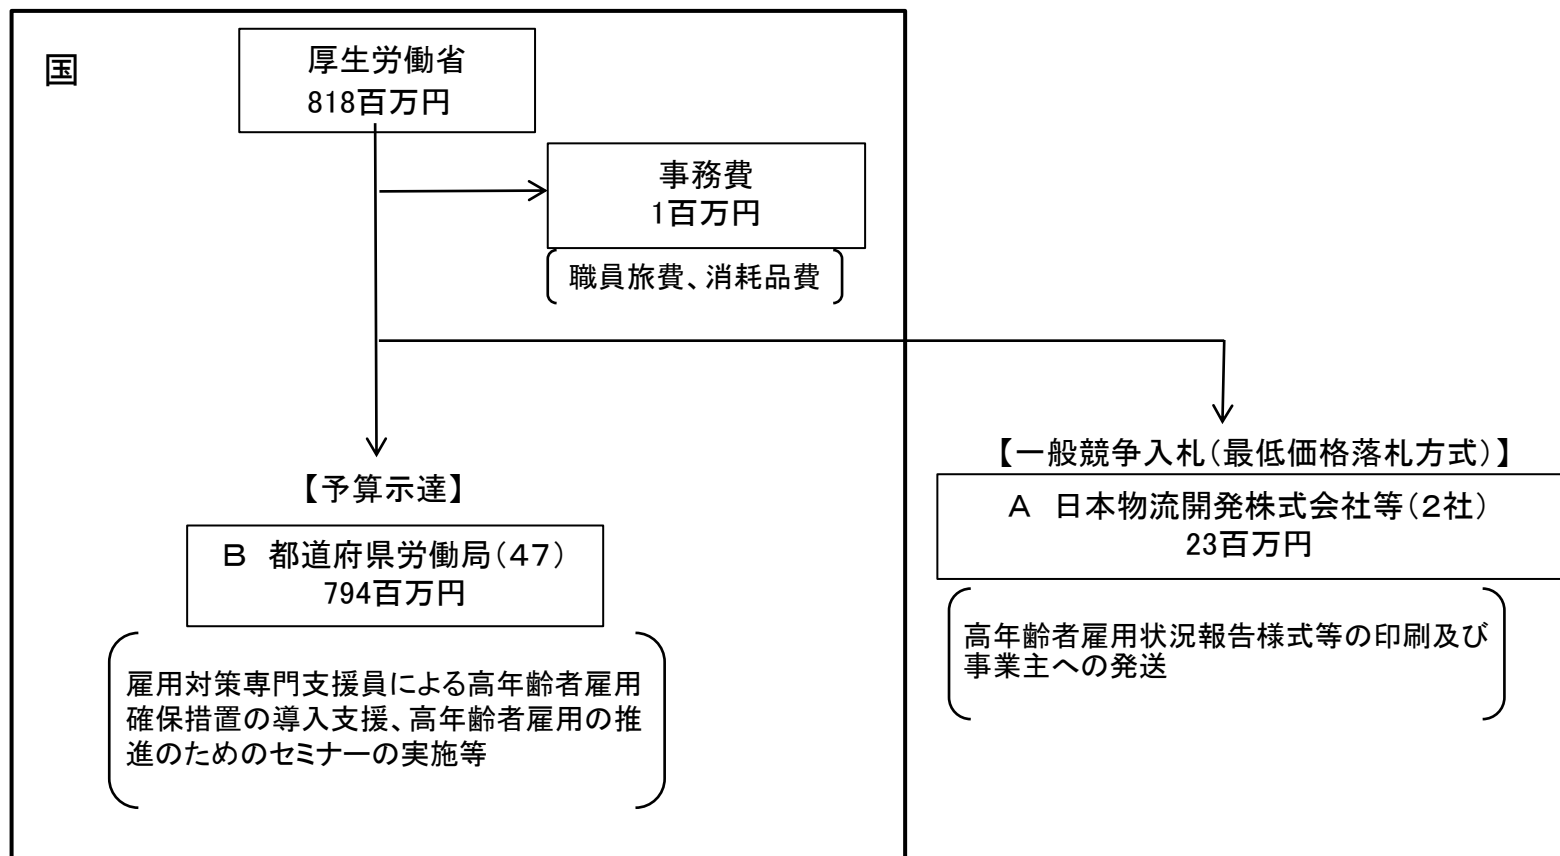 国
厚生労働省
818百万円
事務費
1百万円
職員旅費、消耗品費
【一般競争入札(最低価格落札方式)】
A 日本物流開発株式会社等(2社)
23百万円
高年齢者雇用状況報告様式等の印刷及び
事業主への発送
【予算示達】
B 都道府県労働局(47)
794百万円
雇用対策専門支援員による高年齢者雇用
確保措置の導入支援、高年齢者雇用の推
進のためのセミナーの実施等